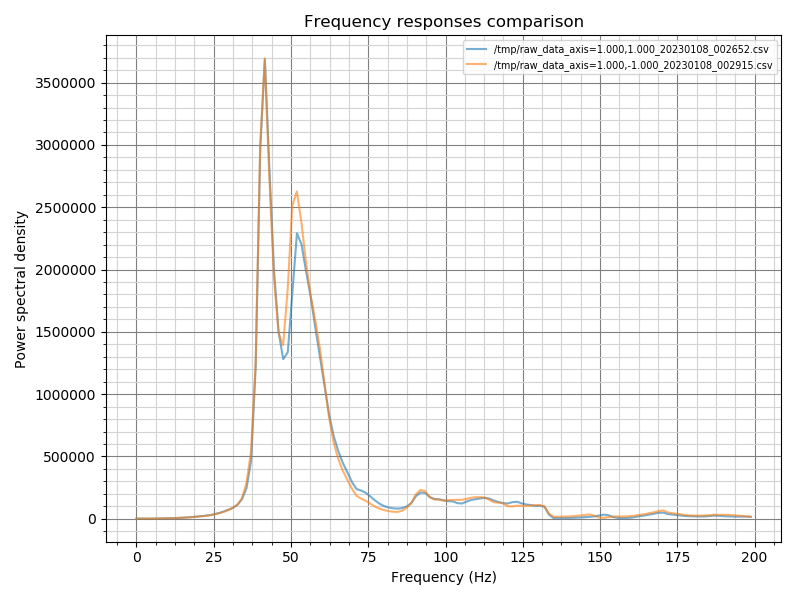 Frequency responses comparison
/tmp/raw_data_axis=1.000,1.000_20230108_002652.csv
/tmp/raw_data_axis=1.000,-1.000_20230108_002915.csv
Power spectral density
3500000
3000000
2500000
2000000
1500000
1000000
500000
0
0 25 50 75 100 125 150 175 200
Frequency (Hz)